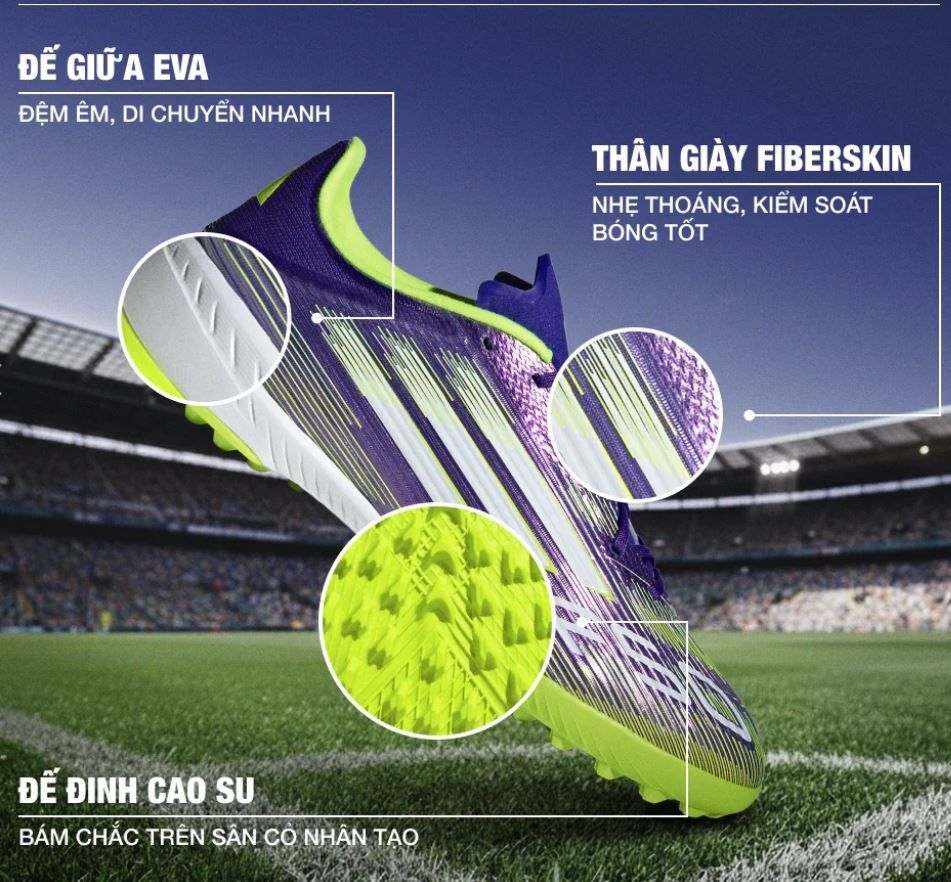 ĐẾ GIỮA EVA
ĐỆM ÊM, DI CHUYỂN NHANH
THÂN GIÀY FIBERSKIN
NHẸ THOÁNG, KIỂM SOÁT
BÓNG TỐT
ĐẾ ĐINH CAO SU
BÁM CHẮC TRÊN SÂN CỎ NHÂN TẠO